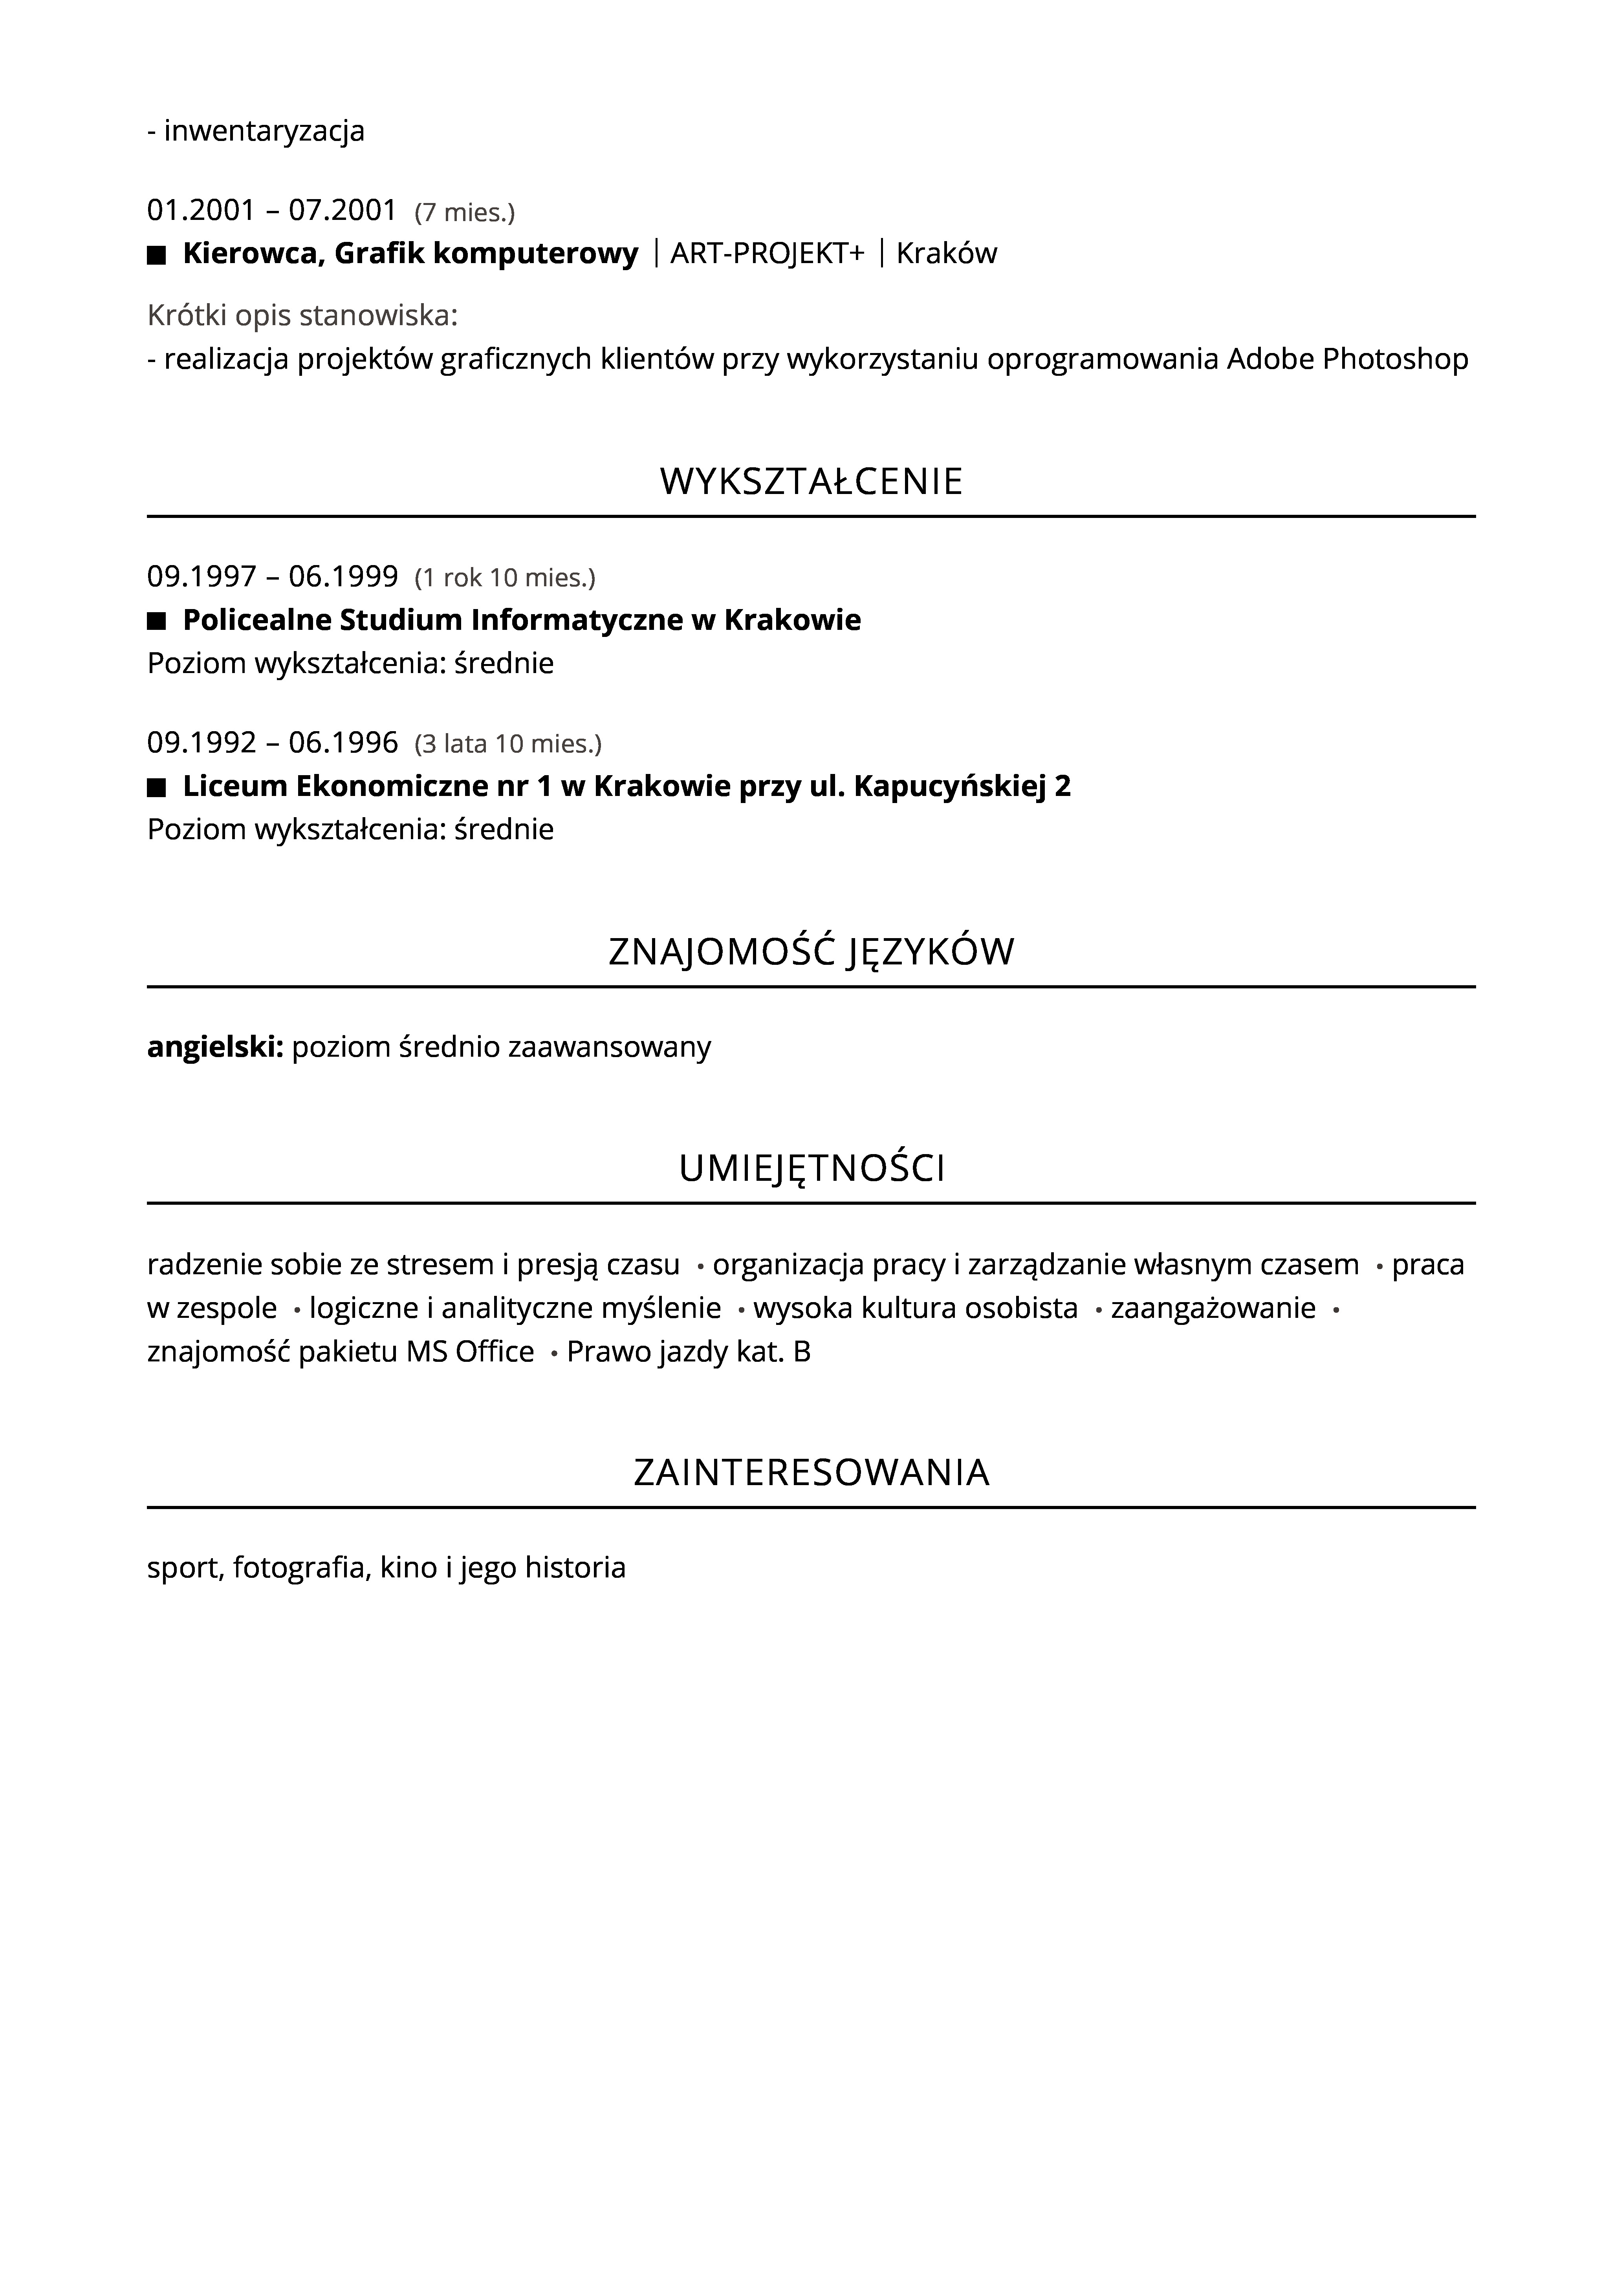 - inwentaryzacja
01.2001 – 07.2001 (7 mies.)
■ Kierowca, Grafik komputerowy | ART-PROJEKT+ | Kraków
Krótki opis stanowiska:
- realizacja projektów graficznych klientów przy wykorzystaniu oprogramowania Adobe Photoshop
WYKSZTAŁCENIE
09.1997 – 06.1999 (1 rok 10 mies.)
■ Policealne Studium Informatyczne w Krakowie
Poziom wykształcenia: średnie
09.1992 – 06.1996 (3 lata 10 mies.)
■ Liceum Ekonomiczne nr 1 w Krakowie przy ul. Kapucyńskiej 2
Poziom wykształcenia: średnie
ZNAJOMOŚĆ JĘZYKÓW
angielski: poziom średnio zaawansowany
UMIEJĘTNOŚCI
radzenie sobie ze stresem i presją czasu • organizacja pracy i zarządzanie własnym czasem • praca
w zespole • logiczne i analityczne myślenie • wysoka kultura osobista • zaangażowanie •
znajomość pakietu MS Office • Prawo jazdy kat. B
ZAINTERESOWANIA
sport, fotografia, kino i jego historia